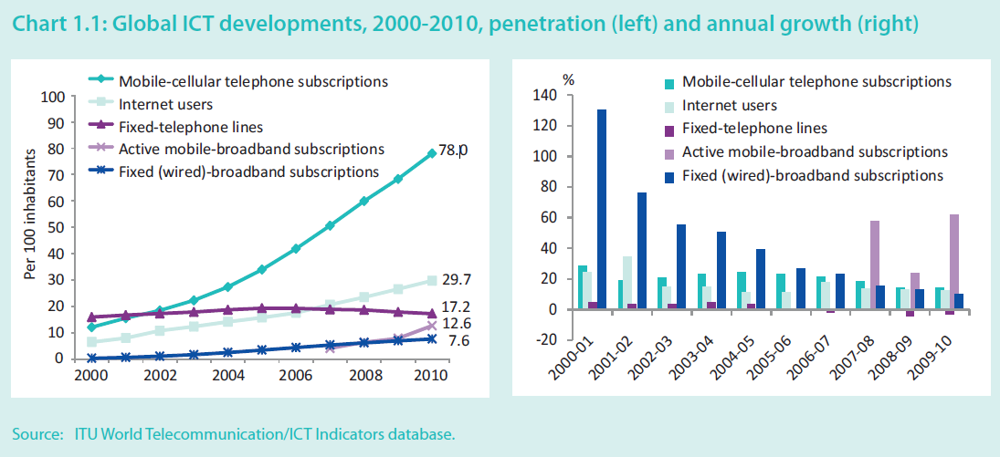 Chart 1.1: Global ICT developments, 2000-2010, penetration (left) and annual growth (right)
Mobile-cellular telephone subscriptions
Internet users
Fixed-telephone lines
Active mobile-broadband subscriptions
Fixed (wired)-broadband subscriptions
Per 100 inhabitants
100
90
80
70
60
50
40
30
20
10
0
78.0
29.7
17.2
12.6
7.6
2000 2002 2004 2006 2008 2010
%
Mobile-cellular telephone subscriptions
Internet users
Fixed-telephone lines
Active mobile-broadband subscriptions
Fixed (wired)-broadband subscriptions
140
120
100
80
60
40
20
0
-20
2000-01 2001-02 2002-03 2003-04 2004-05 2005-06 2006-07 2007-08 2008-09 2009-10
Source: ITU World Telecommunication/ICT Indicators database.